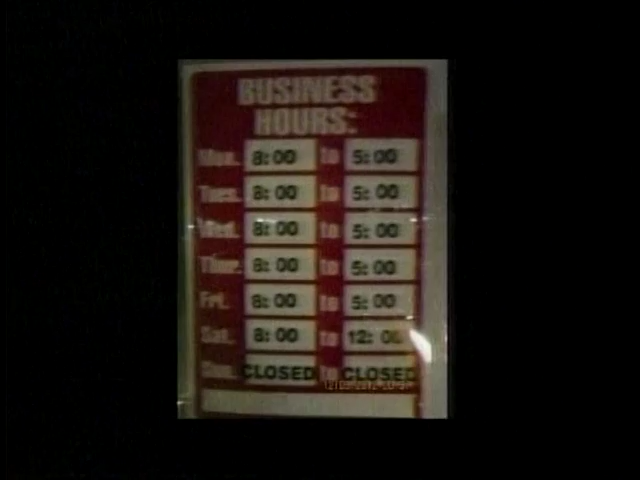 BUSINESS
HOURS:
Mon. 8:00 to 5:00
Tues. 8:00 to 5:00
Wed. 8:00 to 5:00
Thur. 8:00 to 5:00
Fri. 8:00 to 5:00
Sat. 8:00 to 12:00
Sun. CLOSED to CLOSED